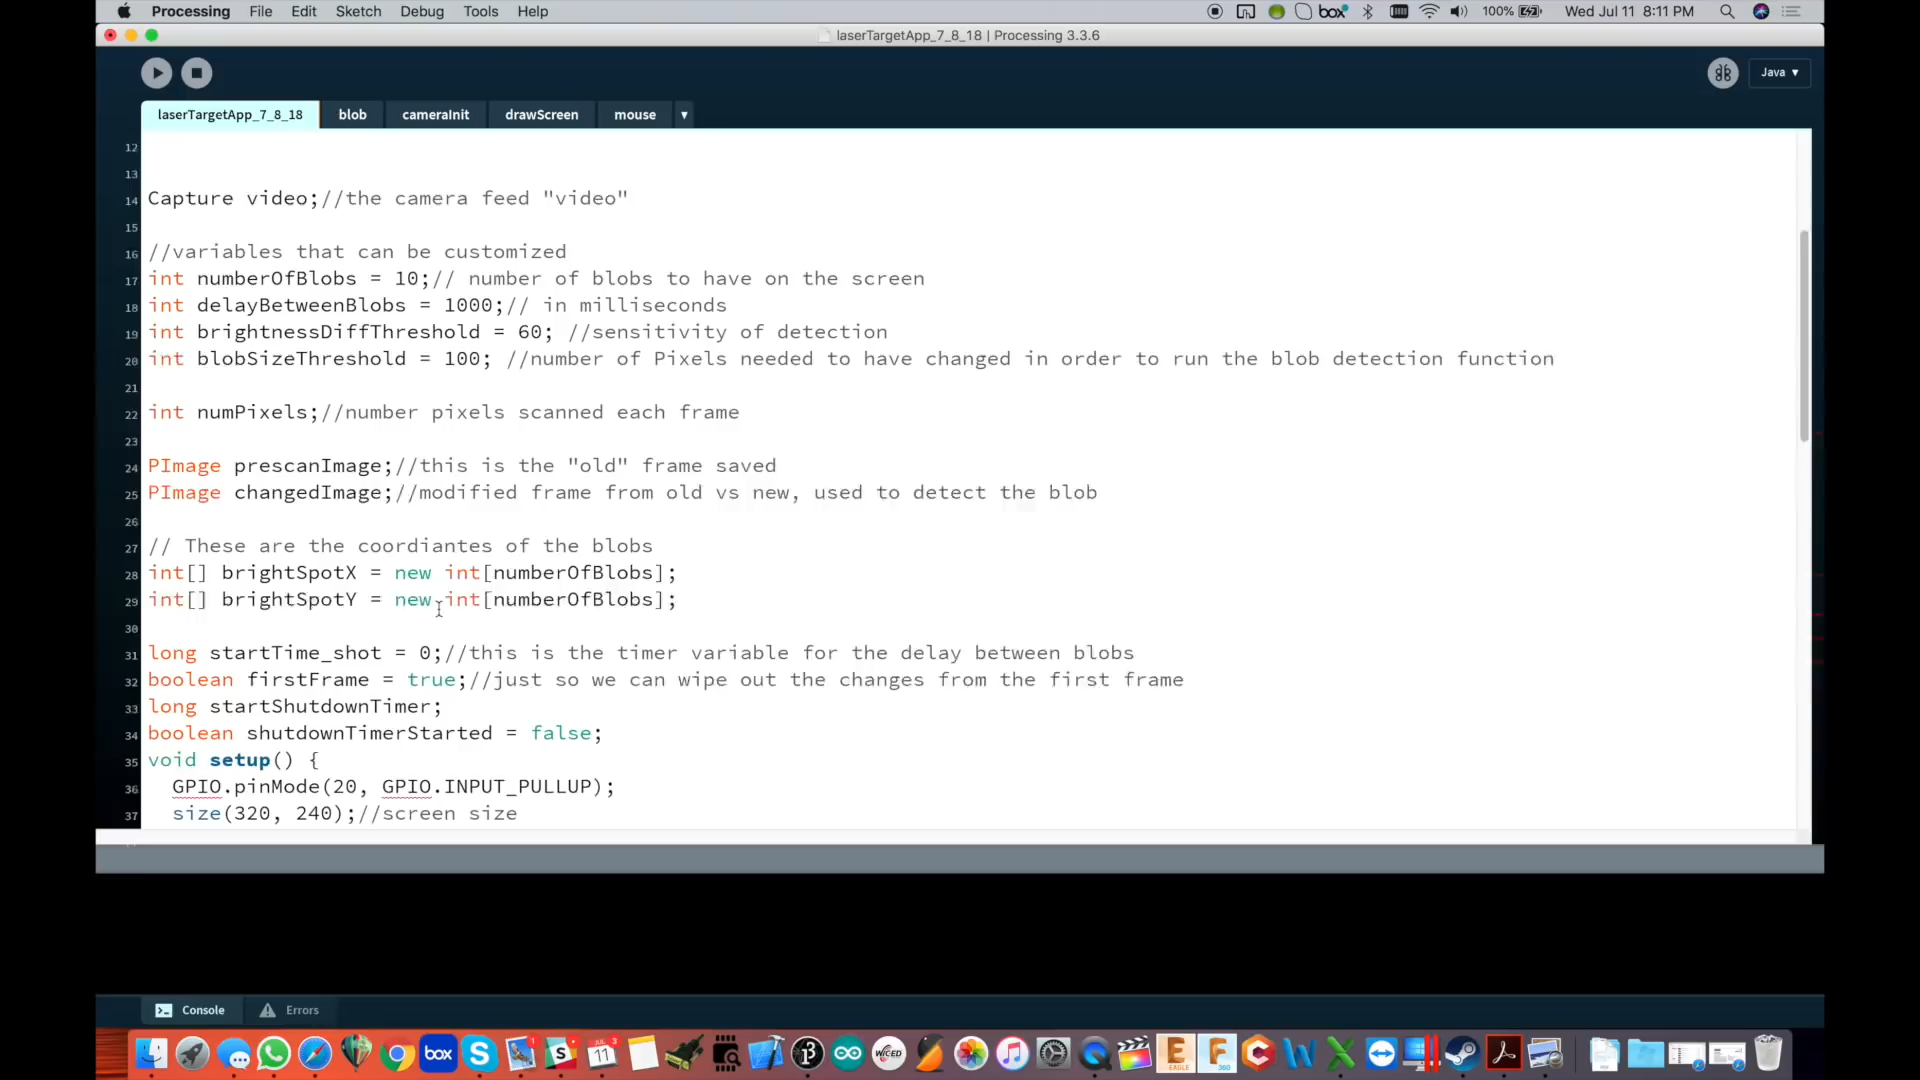 Processing File Edit Sketch Debug Tools Help box 100% Wed Jul 11 8:11 PM
laserTargetApp_7_8_18 | Processing 3.3.6
Java ▾
laserTargetApp_7_8_18 blob cameraInit drawScreen mouse ▾
12
13
14 Capture video;//the camera feed "video"
15
16 //variables that can be customized
17 int numberOfBlobs = 10;// number of blobs to have on the screen
18 int delayBetweenBlobs = 1000;// in milliseconds
19 int brightnessDiffThreshold = 60; //sensitivity of detection
20 int blobSizeThreshold = 100; //number of Pixels needed to have changed in order to run the blob detection function
21
22 int numPixels;//number pixels scanned each frame
23
24 PImage prescanImage;//this is the "old" frame saved
25 PImage changedImage;//modified frame from old vs new, used to detect the blob
26
27 // These are the coordiantes of the blobs
28 int[] brightSpotX = new int[numberOfBlobs];
29 int[] brightSpotY = new int[numberOfBlobs];
30
31 long startTime_shot = 0;//this is the timer variable for the delay between blobs
32 boolean firstFrame = true;//just so we can wipe out the changes from the first frame
33 long startShutdownTimer;
34 boolean shutdownTimerStarted = false;
35 void setup() {
36 GPIO.pinMode(20, GPIO.INPUT_PULLUP);
37 size(320, 240);//screen size
Console Errors
box S JUL 11 3 WICED E EAGLE F 360 W X